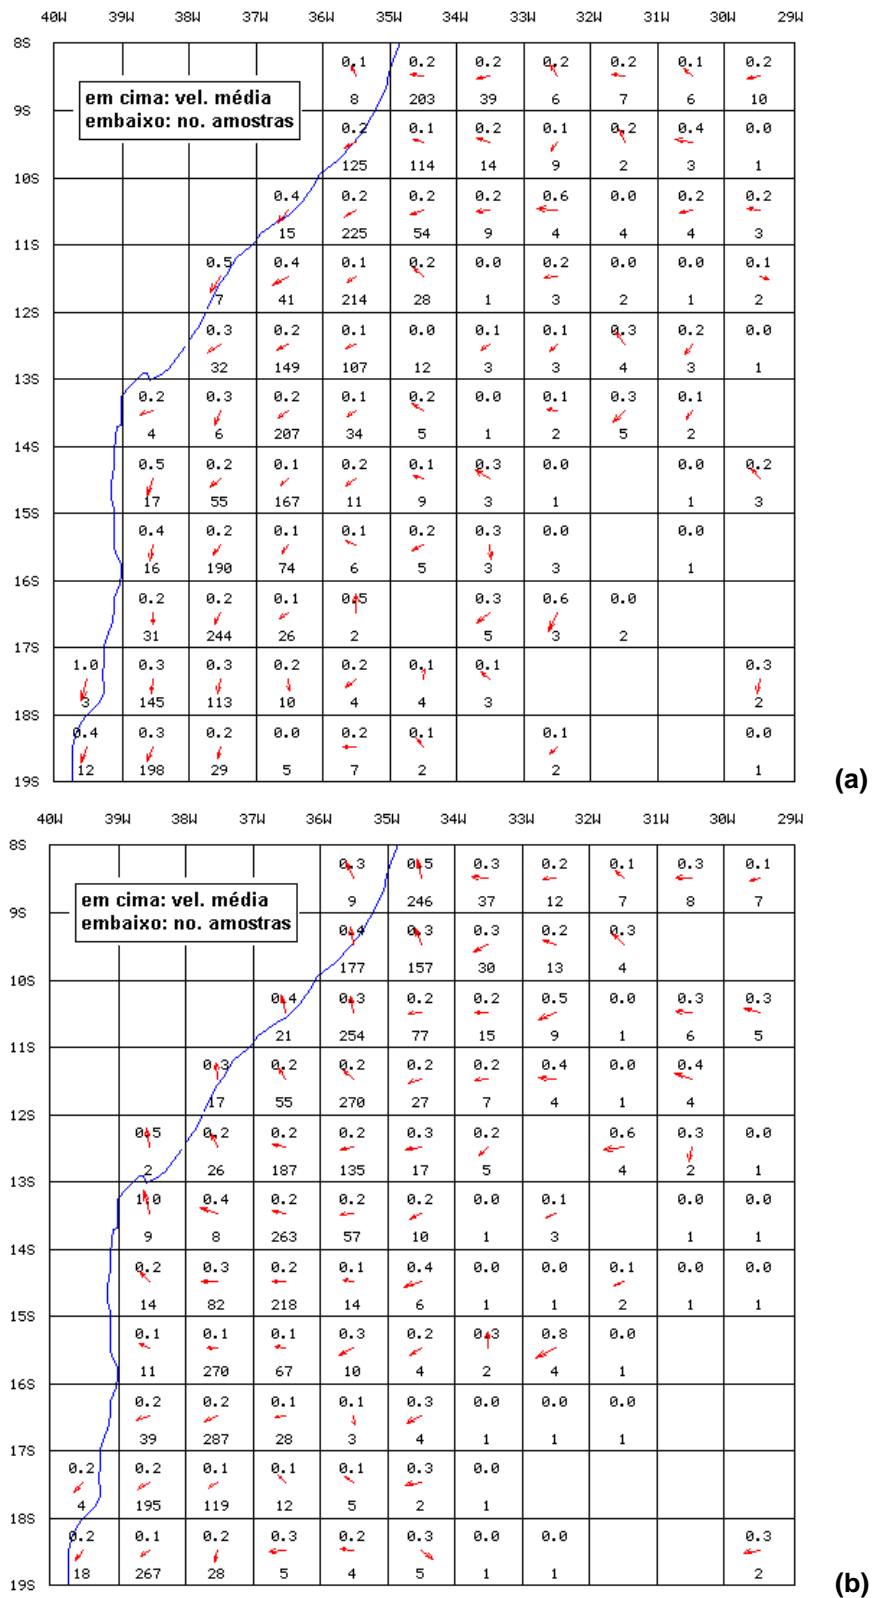 40W 39W 38W 37W 36W 35W 34W 33W 32W 31W 30W 29W
8S
0.1 0.2 0.2 0.2 0.2 0.1 0.2
em cima: vel. média
8 203 39 6 7 6 10
9S
embaixo: no. amostras
0.2 0.1 0.2 0.1 0.2 0.4 0.0
125 114 14 9 2 3 1
10S
0.4 0.2 0.2 0.2 0.6 0.0 0.2 0.2
15 225 54 9 4 4 4 3
11S
0.5 0.4 0.1 0.2 0.0 0.2 0.0 0.0 0.1
7 41 214 28 1 3 2 1 2
12S
0.3 0.2 0.1 0.0 0.1 0.1 0.3 0.2 0.0
32 149 107 12 3 3 4 3 1
13S
0.2 0.3 0.2 0.1 0.2 0.0 0.1 0.3 0.1
4 6 207 34 5 1 2 5 2
14S
0.5 0.2 0.1 0.2 0.1 0.3 0.0 0.0 0.2
17 55 167 11 9 3 1 1 3
15S
0.4 0.2 0.1 0.1 0.2 0.3 0.0 0.0
16 190 74 6 5 3 3 1
16S
0.2 0.2 0.1 0.5 0.3 0.6 0.0
31 244 26 2 5 3 2
17S
1.0 0.3 0.3 0.2 0.2 0.1 0.1 0.3
3 145 113 10 4 4 3 2
18S
0.4 0.3 0.2 0.0 0.2 0.1 0.1 0.0
12 198 29 5 7 2 2 1
19S
(a)
40W 39W 38W 37W 36W 35W 34W 33W 32W 31W 30W 29W
8S
0.3 0.5 0.3 0.2 0.1 0.3 0.1
em cima: vel. média
9 246 37 12 7 8 7
9S
embaixo: no. amostras
0.4 0.3 0.3 0.2 0.3
177 157 30 13 4
10S
0.4 0.3 0.2 0.2 0.5 0.0 0.3 0.3
21 254 77 15 9 1 6 5
11S
0.3 0.2 0.2 0.2 0.2 0.4 0.0 0.4
17 55 270 27 7 4 1 4
12S
0.5 0.2 0.2 0.2 0.3 0.2 0.6 0.3 0.0
2 26 187 135 17 5 4 2 1
13S
1.0 0.4 0.2 0.2 0.2 0.0 0.1 0.0 0.0
9 8 263 57 10 1 3 1 1
14S
0.2 0.3 0.2 0.1 0.4 0.0 0.0 0.1 0.0 0.0
14 82 218 14 6 1 1 2 1 1
15S
0.1 0.1 0.1 0.3 0.2 0.3 0.8 0.0
11 270 67 10 4 2 4 1
16S
0.2 0.2 0.1 0.1 0.3 0.0 0.0 0.0
39 287 28 3 4 1 1 1
17S
0.2 0.2 0.1 0.1 0.1 0.3 0.0
4 195 119 12 5 2 1
18S
0.2 0.1 0.2 0.3 0.2 0.3 0.0 0.0 0.3
18 267 28 5 4 5 1 1 2
19S
(b)